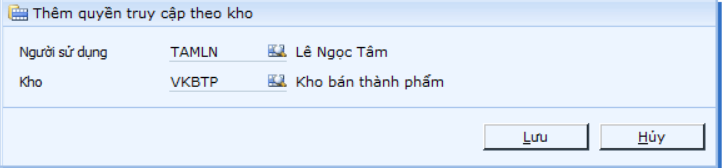 Thêm quyền truy cập theo kho
Người sử dụng TAMLN Lê Ngọc Tâm
Kho VKBTP Kho bán thành phẩm
Lưu Hủy